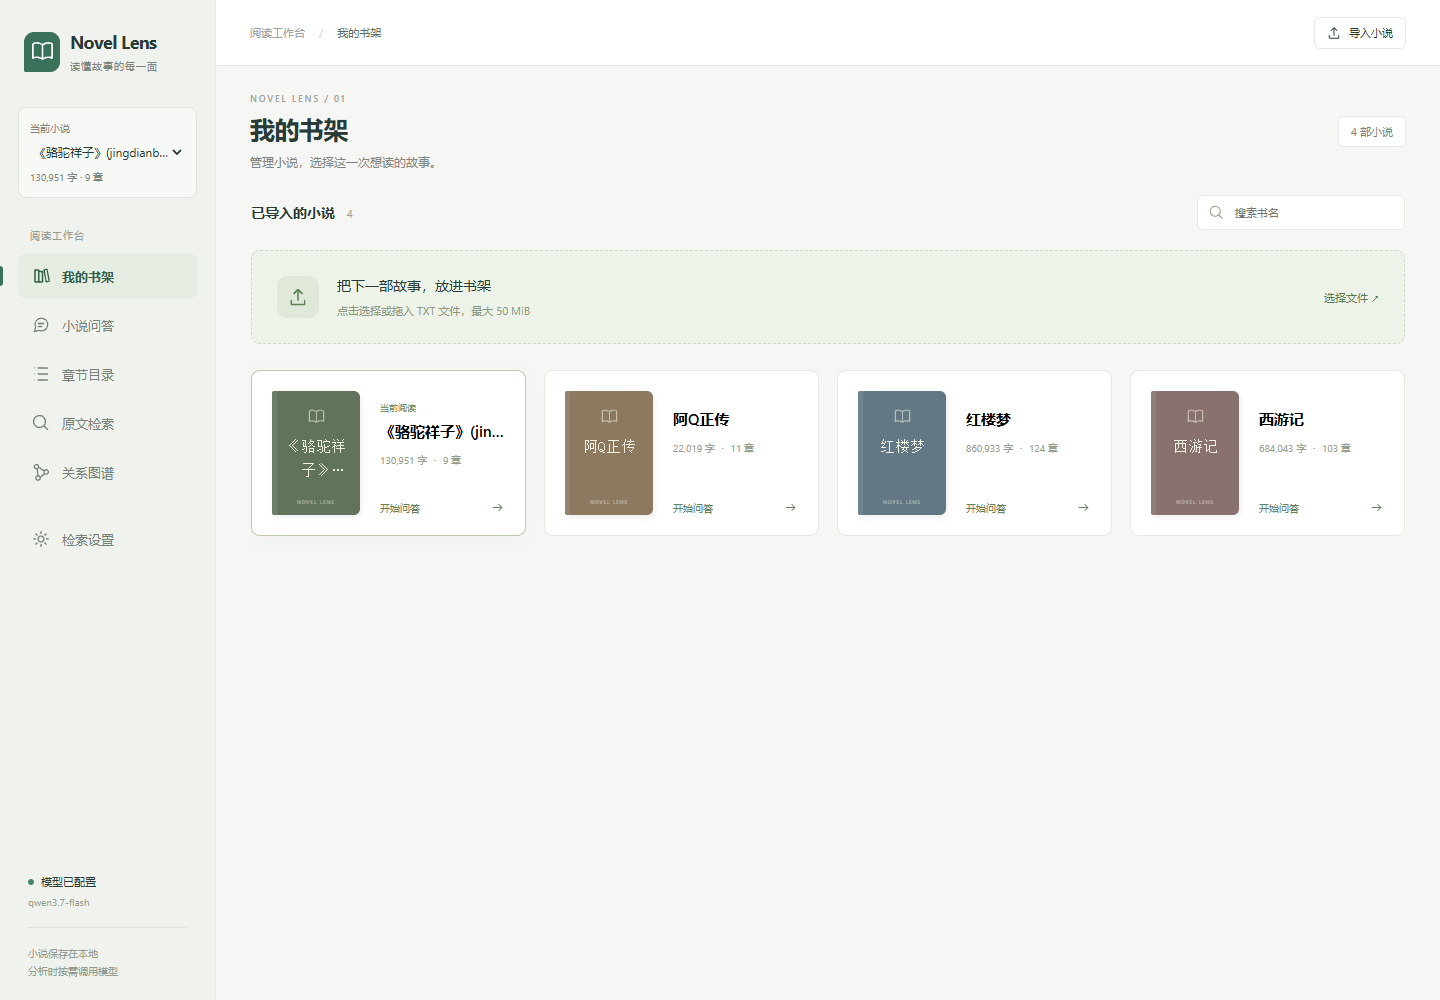 Novel Lens
读懂故事的每一面
当前小说
《骆驼祥子》(jingdianb...
130,951 字 · 9 章
阅读工作台
我的书架
小说问答
章节目录
原文检索
关系图谱
检索设置
模型已配置
qwen3.7-flash
小说保存在本地
分析时按需调用模型
阅读工作台 / 我的书架
导入小说
NOVEL LENS / 01
我的书架
管理小说，选择这一次想读的故事。
4 部小说
已导入的小说 4
搜索书名
把下一部故事，放进书架
点击选择或拖入 TXT 文件，最大 50 MiB
选择文件 ↗
《骆驼祥
子》…
NOVEL LENS
当前阅读
《骆驼祥子》(jin...
130,951 字 · 9 章
开始问答 →
阿Q正传
NOVEL LENS
阿Q正传
22,019 字 · 11 章
开始问答 →
红楼梦
NOVEL LENS
红楼梦
860,933 字 · 124 章
开始问答 →
西游记
NOVEL LENS
西游记
684,043 字 · 103 章
开始问答 →